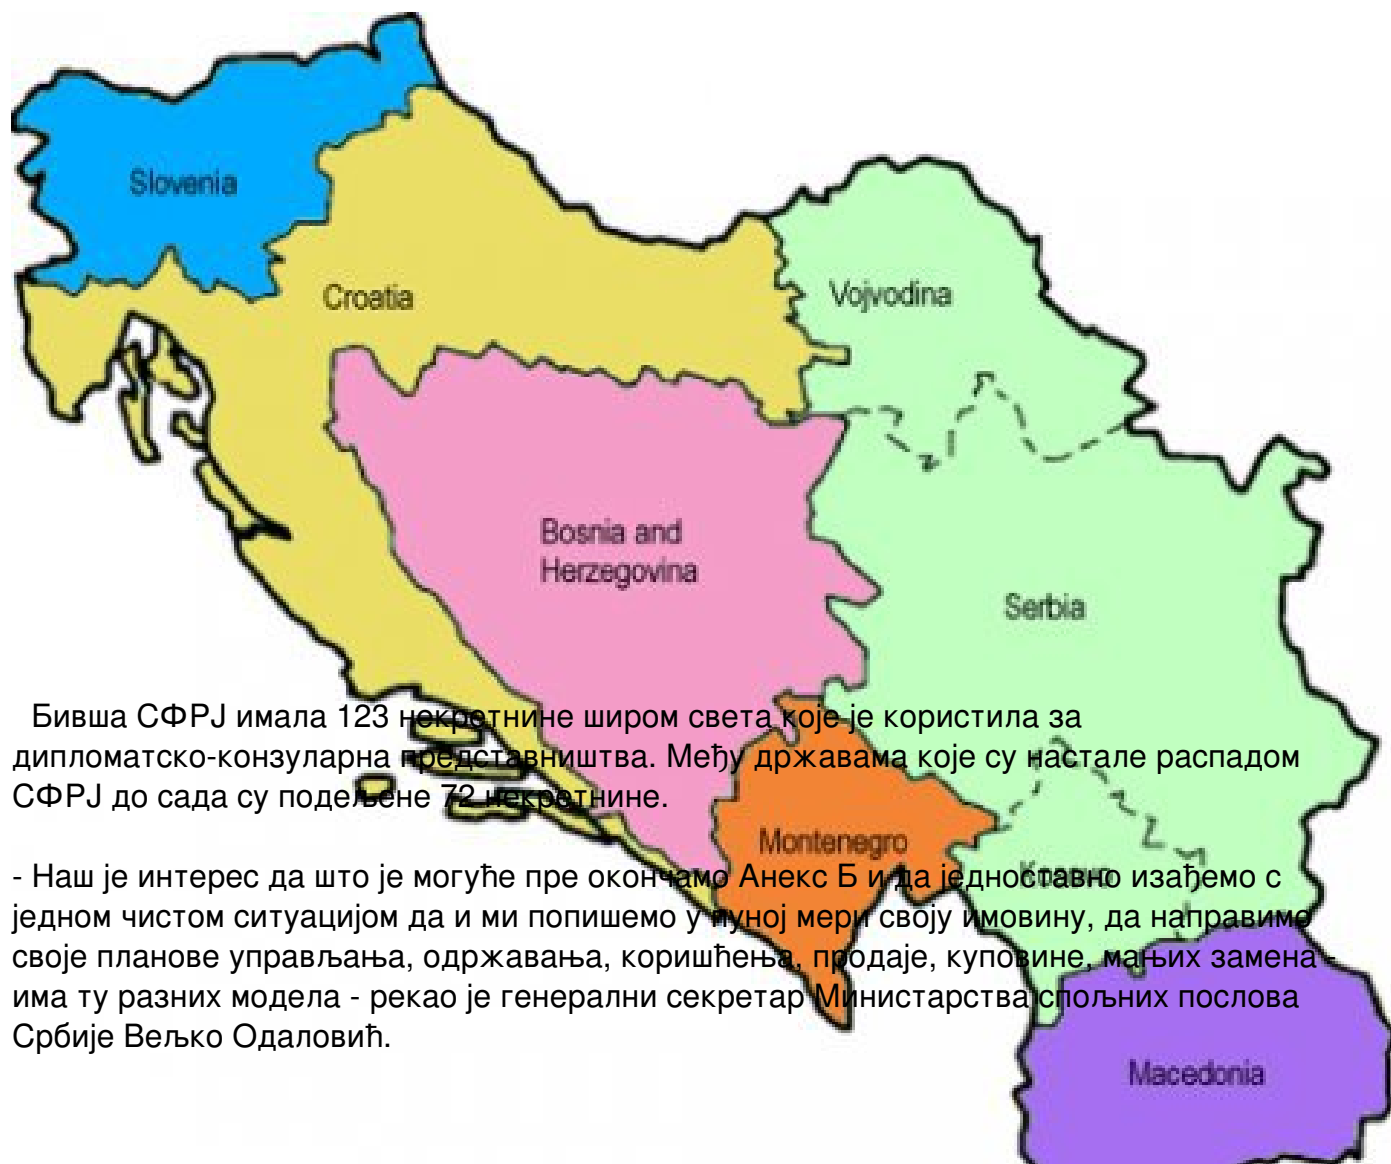 Slovenia
Croatia
Vojvodina
Bosnia and
Herzegovina
Serbia
Бивша СФРЈ имала 123 некретнине широм света које је користила за
дипломатско-конзуларна представништва. Међу државама које су настале распадом
СФРЈ до сада су подељене 72 некретнине.
Montenegro
Kosovo
- Наш је интерес да што је могуће пре окончамо Анекс Б и да једноставно изађемо с
једном чистом ситуацијом да и ми попишемо у пуној мери своју имовину, да направимо
своје планове управљања, одржавања, коришћења, продаје, куповине, мањих замена -
има ту разних модела - рекао је генерални секретар Министарства спољних послова
Србије Вељко Одаловић.
Macedonia